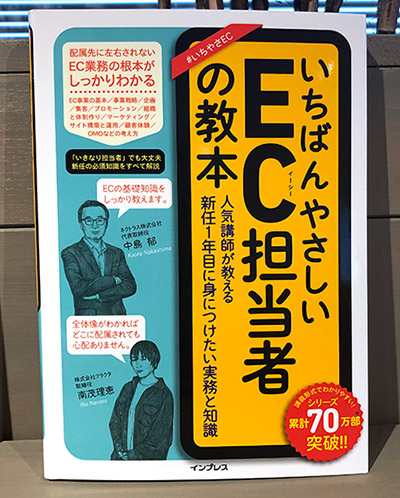 #いちやさEC
いちばんやさしい
EC担当者
イーシー
の教本
人気講師が教える
新任1年目に身につけたい実務と知識
配属先に左右されない
EC業務の根本が
しっかりわかる
EC事業の基本／事業戦略／企画
／集客／プロモーション／組織
と体制作り／マーケティング／
サイト構築と運用／顧客体験／
OMOなどの考え方
「いきなり担当者」でも大丈夫
新任の必須知識をすべて解説
ECの基礎知識を
しっかり教えます。
ネクトラス株式会社
代表取締役
中島 郁
Kaoru Nakashima
全体像がわかれば
どこに配属されても
心配ありません。
株式会社フラクタ
取締役
南茂理恵
Rie Nanmo
講義形式でわかりやすい!
シリーズ
累計70万部
突破!!
インプレス